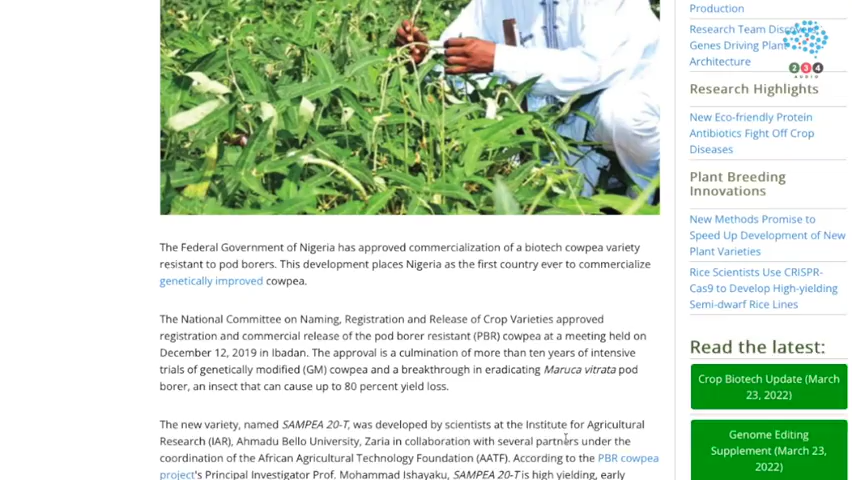 Production
Research Team Discovers
Genes Driving Plant
Architecture
2 3 4
AUDIO
Research Highlights
New Eco-friendly Protein
Antibiotics Fight Off Crop
Diseases
Plant Breeding
Innovations
New Methods Promise to
Speed Up Development of New
Plant Varieties
Rice Scientists Use CRISPR-
Cas9 to Develop High-yielding
Semi-dwarf Rice Lines
Read the latest:
Crop Biotech Update (March
23, 2022)
Genome Editing
Supplement (March 23,
2022)
The Federal Government of Nigeria has approved commercialization of a biotech cowpea variety
resistant to pod borers. This development places Nigeria as the first country ever to commercialize
genetically improved cowpea.
The National Committee on Naming, Registration and Release of Crop Varieties approved
registration and commercial release of the pod borer resistant (PBR) cowpea at a meeting held on
December 12, 2019 in Ibadan. The approval is a culmination of more than ten years of intensive
trials of genetically modified (GM) cowpea and a breakthrough in eradicating Maruca vitrata pod
borer, an insect that can cause up to 80 percent yield loss.
The new variety, named SAMPEA 20-T, was developed by scientists at the Institute for Agricultural
Research (IAR), Ahmadu Bello University, Zaria in collaboration with several partners under the
coordination of the African Agricultural Technology Foundation (AATF). According to the PBR cowpea
project's Principal Investigator Prof. Mohammad Ishayaku, SAMPEA 20-T is high yielding, early